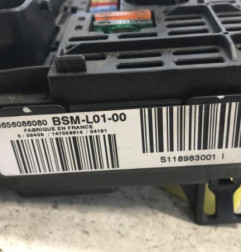 9656086080 BSM-L01-00
FABRIQUE EN FRANCE
S118983001 I